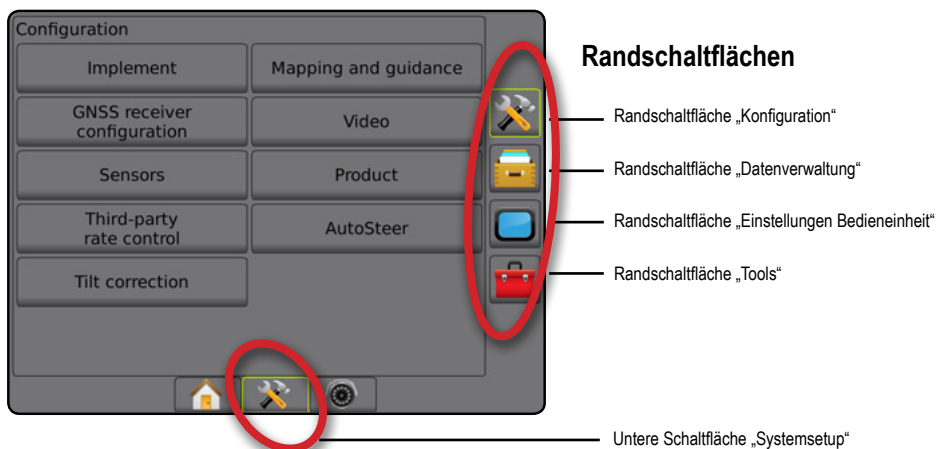 Configuration
Implement
Mapping and guidance
GNSS receiver
configuration
Video
Sensors
Product
Third-party
rate control
AutoSteer
Tilt correction
Randschaltflächen
Randschaltfläche „Konfiguration“
Randschaltfläche „Datenverwaltung“
Randschaltfläche „Einstellungen Bedieneinheit“
Randschaltfläche „Tools“
Untere Schaltfläche „Systemsetup“